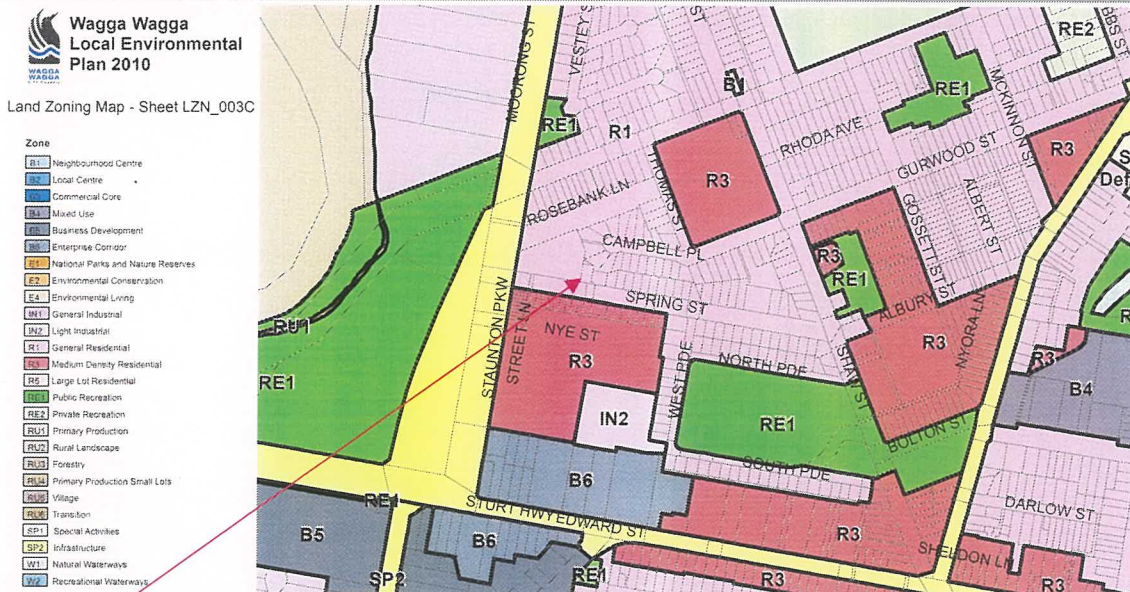 Wagga Wagga
Local Environmental
Plan 2010
WAGGA
WAGGA
Land Zoning Map - Sheet LZN_003C
Zone
B1 Neighbourhood Centre
B2 Local Centre
Commercial Core
B4 Mixed Use
B5 Business Development
B6 Enterprise Corridor
E1 National Parks and Nature Reserves
E2 Environmental Conservation
E4 Environmental Living
IN1 General Industrial
IN2 Light Industrial
R1 General Residential
R3 Medium Density Residential
R5 Large Lot Residential
RE1 Public Recreation
RE2 Private Recreation
RU1 Primary Production
RU2 Rural Landscape
RU3 Forestry
RU4 Primary Production Small Lots
RU5 Village
RU6 Transition
SP1 Special Activities
SP2 Infrastructure
W1 Natural Waterways
W2 Recreational Waterways
MOORONG ST
VESTEY S
ST
RE2
BBS ST
B1
RE1
MCKINNON ST
RE1
R1
RHODA AVE
GURWOOD ST
R3
S
Def
THOMAS ST
R3
ROSEBANK LN
ALBERT ST
GOSSETT ST
CAMPBELL PL
R3
RE1
SPRING ST
ALBURY ST
RU1
STAUNTON PKW
STREET LN
NYE ST
R3
NYORA LN
R3
R
R3
NORTH PDE
WEST PDE
SHAW ST
RE1
B4
IN2
RE1
BOLTON ST
SOUTH PDE
B6
RE1
STURT HWY EDWARD ST
DARLOW ST
B5
B6
R3
SHELDON LN
SP2
RE1
R3
R3